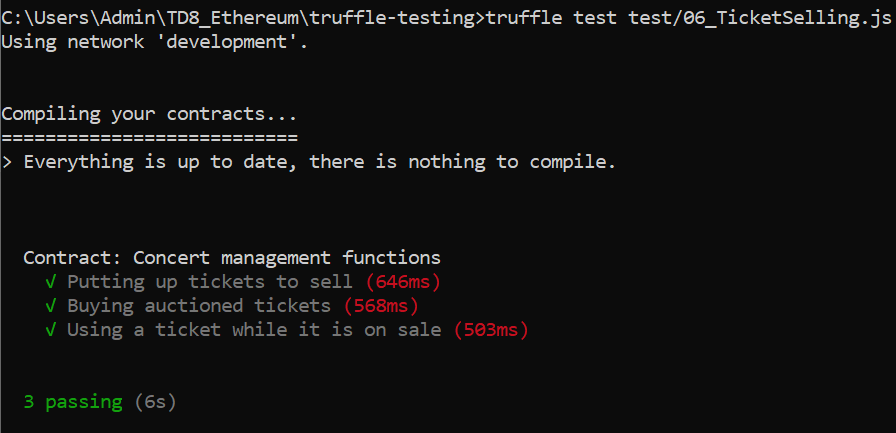 C:\Users\Admin\TD8_Ethereum\truffle-testing>truffle test test/06_TicketSelling.js
Using network 'development'.
Compiling your contracts...
===========================
> Everything is up to date, there is nothing to compile.
Contract: Concert management functions
√ Putting up tickets to sell (646ms)
√ Buying auctioned tickets (568ms)
√ Using a ticket while it is on sale (503ms)
3 passing (6s)